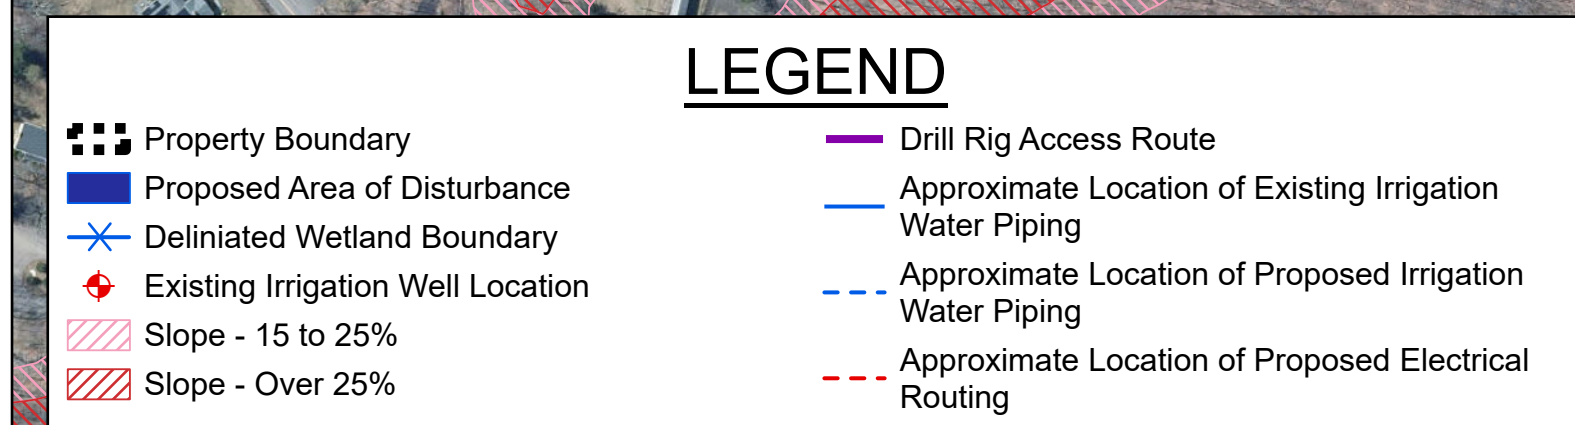 LEGEND
Property Boundary
Proposed Area of Disturbance
Deliniated Wetland Boundary
Existing Irrigation Well Location
Slope - 15 to 25%
Slope - Over 25%
Drill Rig Access Route
Approximate Location of Existing Irrigation
Water Piping
Approximate Location of Proposed Irrigation
Water Piping
Approximate Location of Proposed Electrical
Routing